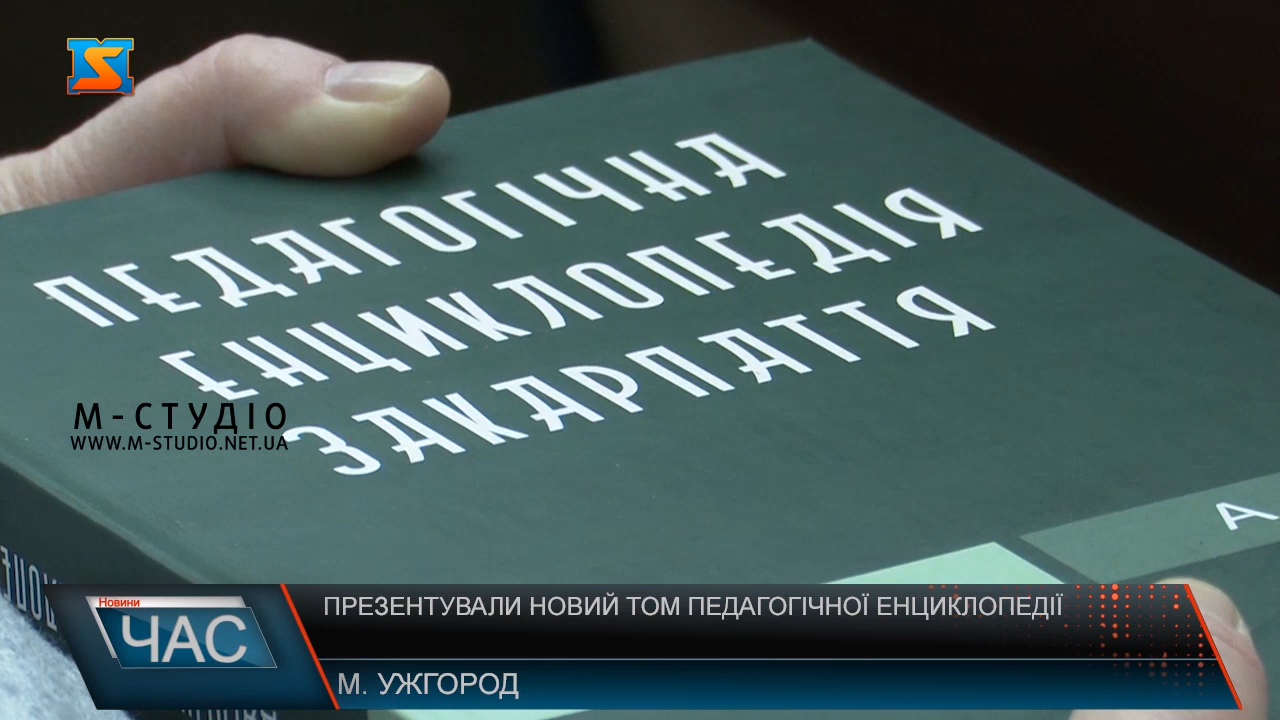 ПЕДАГОГІЧНА
ЕНЦИКЛОПЕДІЯ
ЗАКАРПАТТЯ
А
М-СТУДІО
WWW.M-STUDIO.NET.UA
Новини
ЧАС
ПРЕЗЕНТУВАЛИ НОВИЙ ТОМ ПЕДАГОГІЧНОЇ ЕНЦИКЛОПЕДІЇ
М. УЖГОРОД